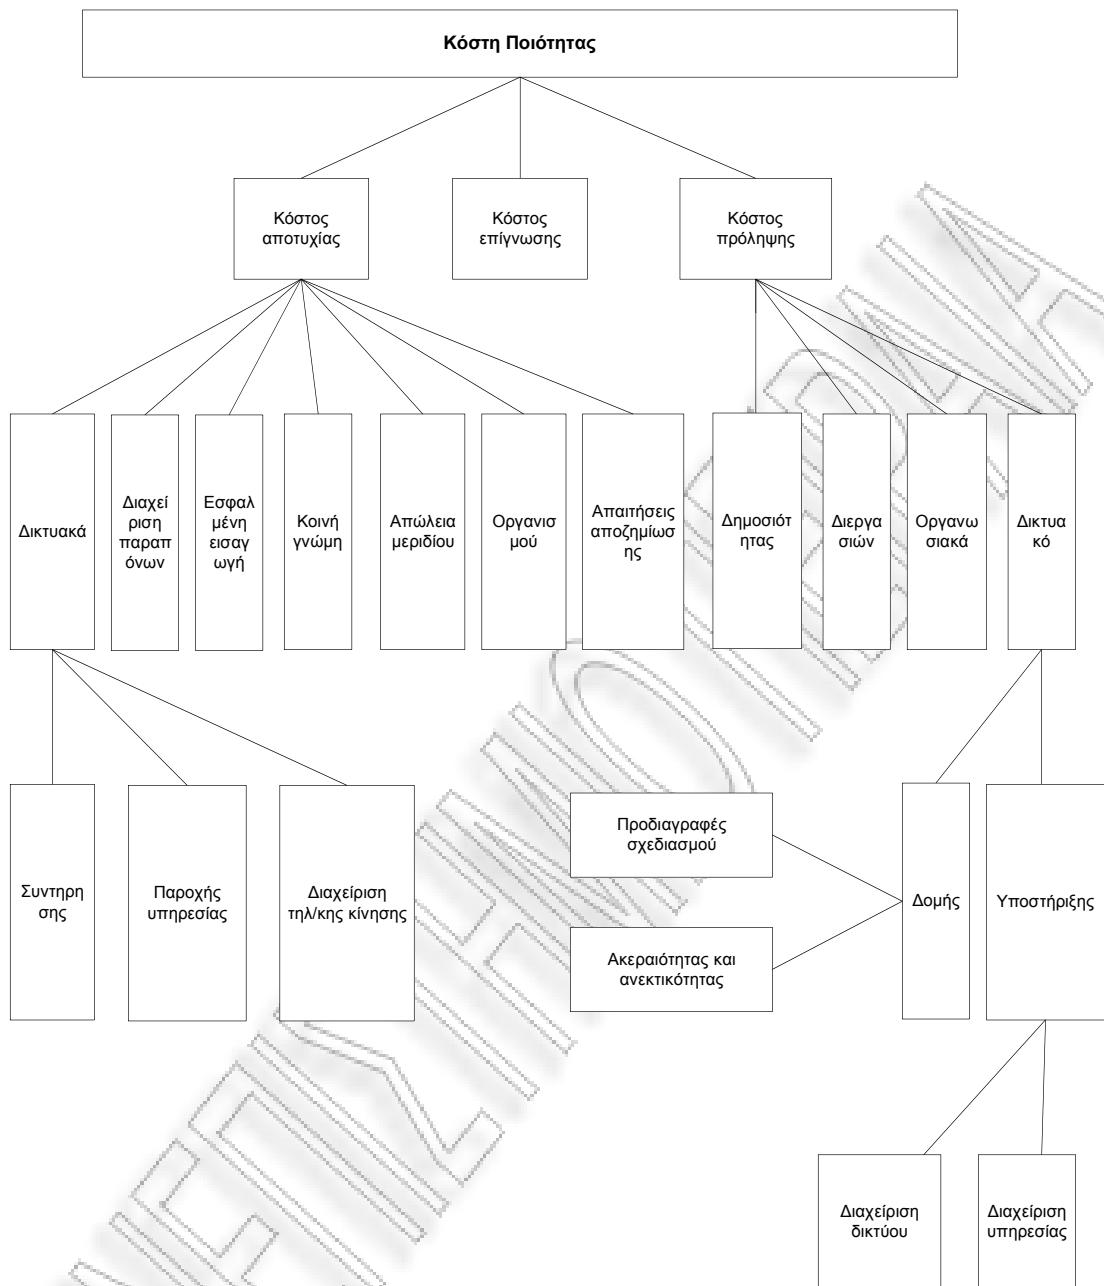 Κόστη Ποιότητας
Κόστος
αποτυχίας
Κόστος
επίγνωσης
Κόστος
πρόληψης
Δικτυακά
Διαχεί
ριση
παραπ
όνων
Εσφαλ
μένη
εισαγ
ωγή
Κοινή
γνώμη
Απώλεια
μεριδίου
Οργανισ
μού
Απαιτήσεις
αποζημίωσ
ης
Δημοσιότ
ητας
Διεργα
σιών
Οργανω
σιακά
Δικτυα
κό
Συντηρη
σης
Παροχής
υπηρεσίας
Διαχείριση
τηλ/κης κίνησης
Προδιαγραφές
σχεδιασμού
Ακεραιότητας και
ανεκτικότητας
Δομής
Υποστήριξης
Διαχείριση
δικτύου
Διαχείριση
υπηρεσίας